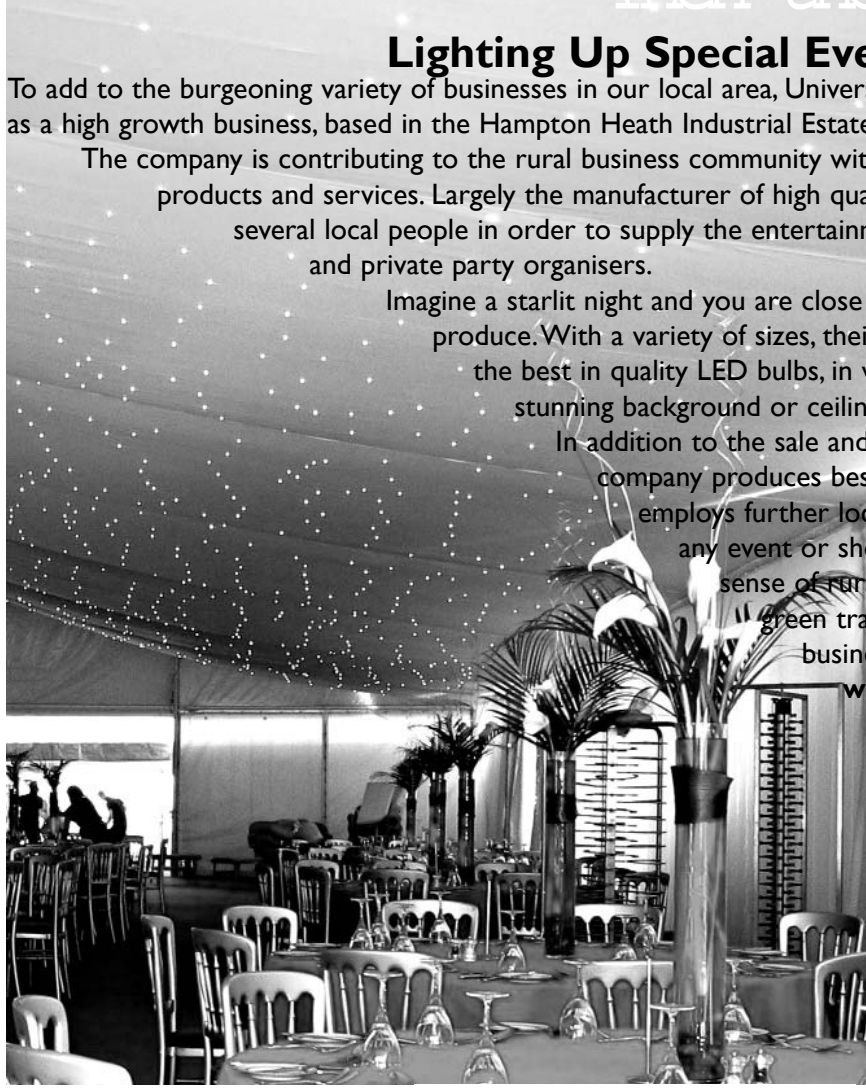 Lighting Up Special Eve
To add to the burgeoning variety of businesses in our local area, Univer
as a high growth business, based in the Hampton Heath Industrial Estate
The company is contributing to the rural business community wit
products and services. Largely the manufacturer of high qua
several local people in order to supply the entertainm
and private party organisers.
Imagine a starlit night and you are close
produce. With a variety of sizes, thei
the best in quality LED bulbs, in v
stunning background or ceilin
In addition to the sale and
company produces bes
employs further loc
any event or sho
sense of rur
green tra
busine
w